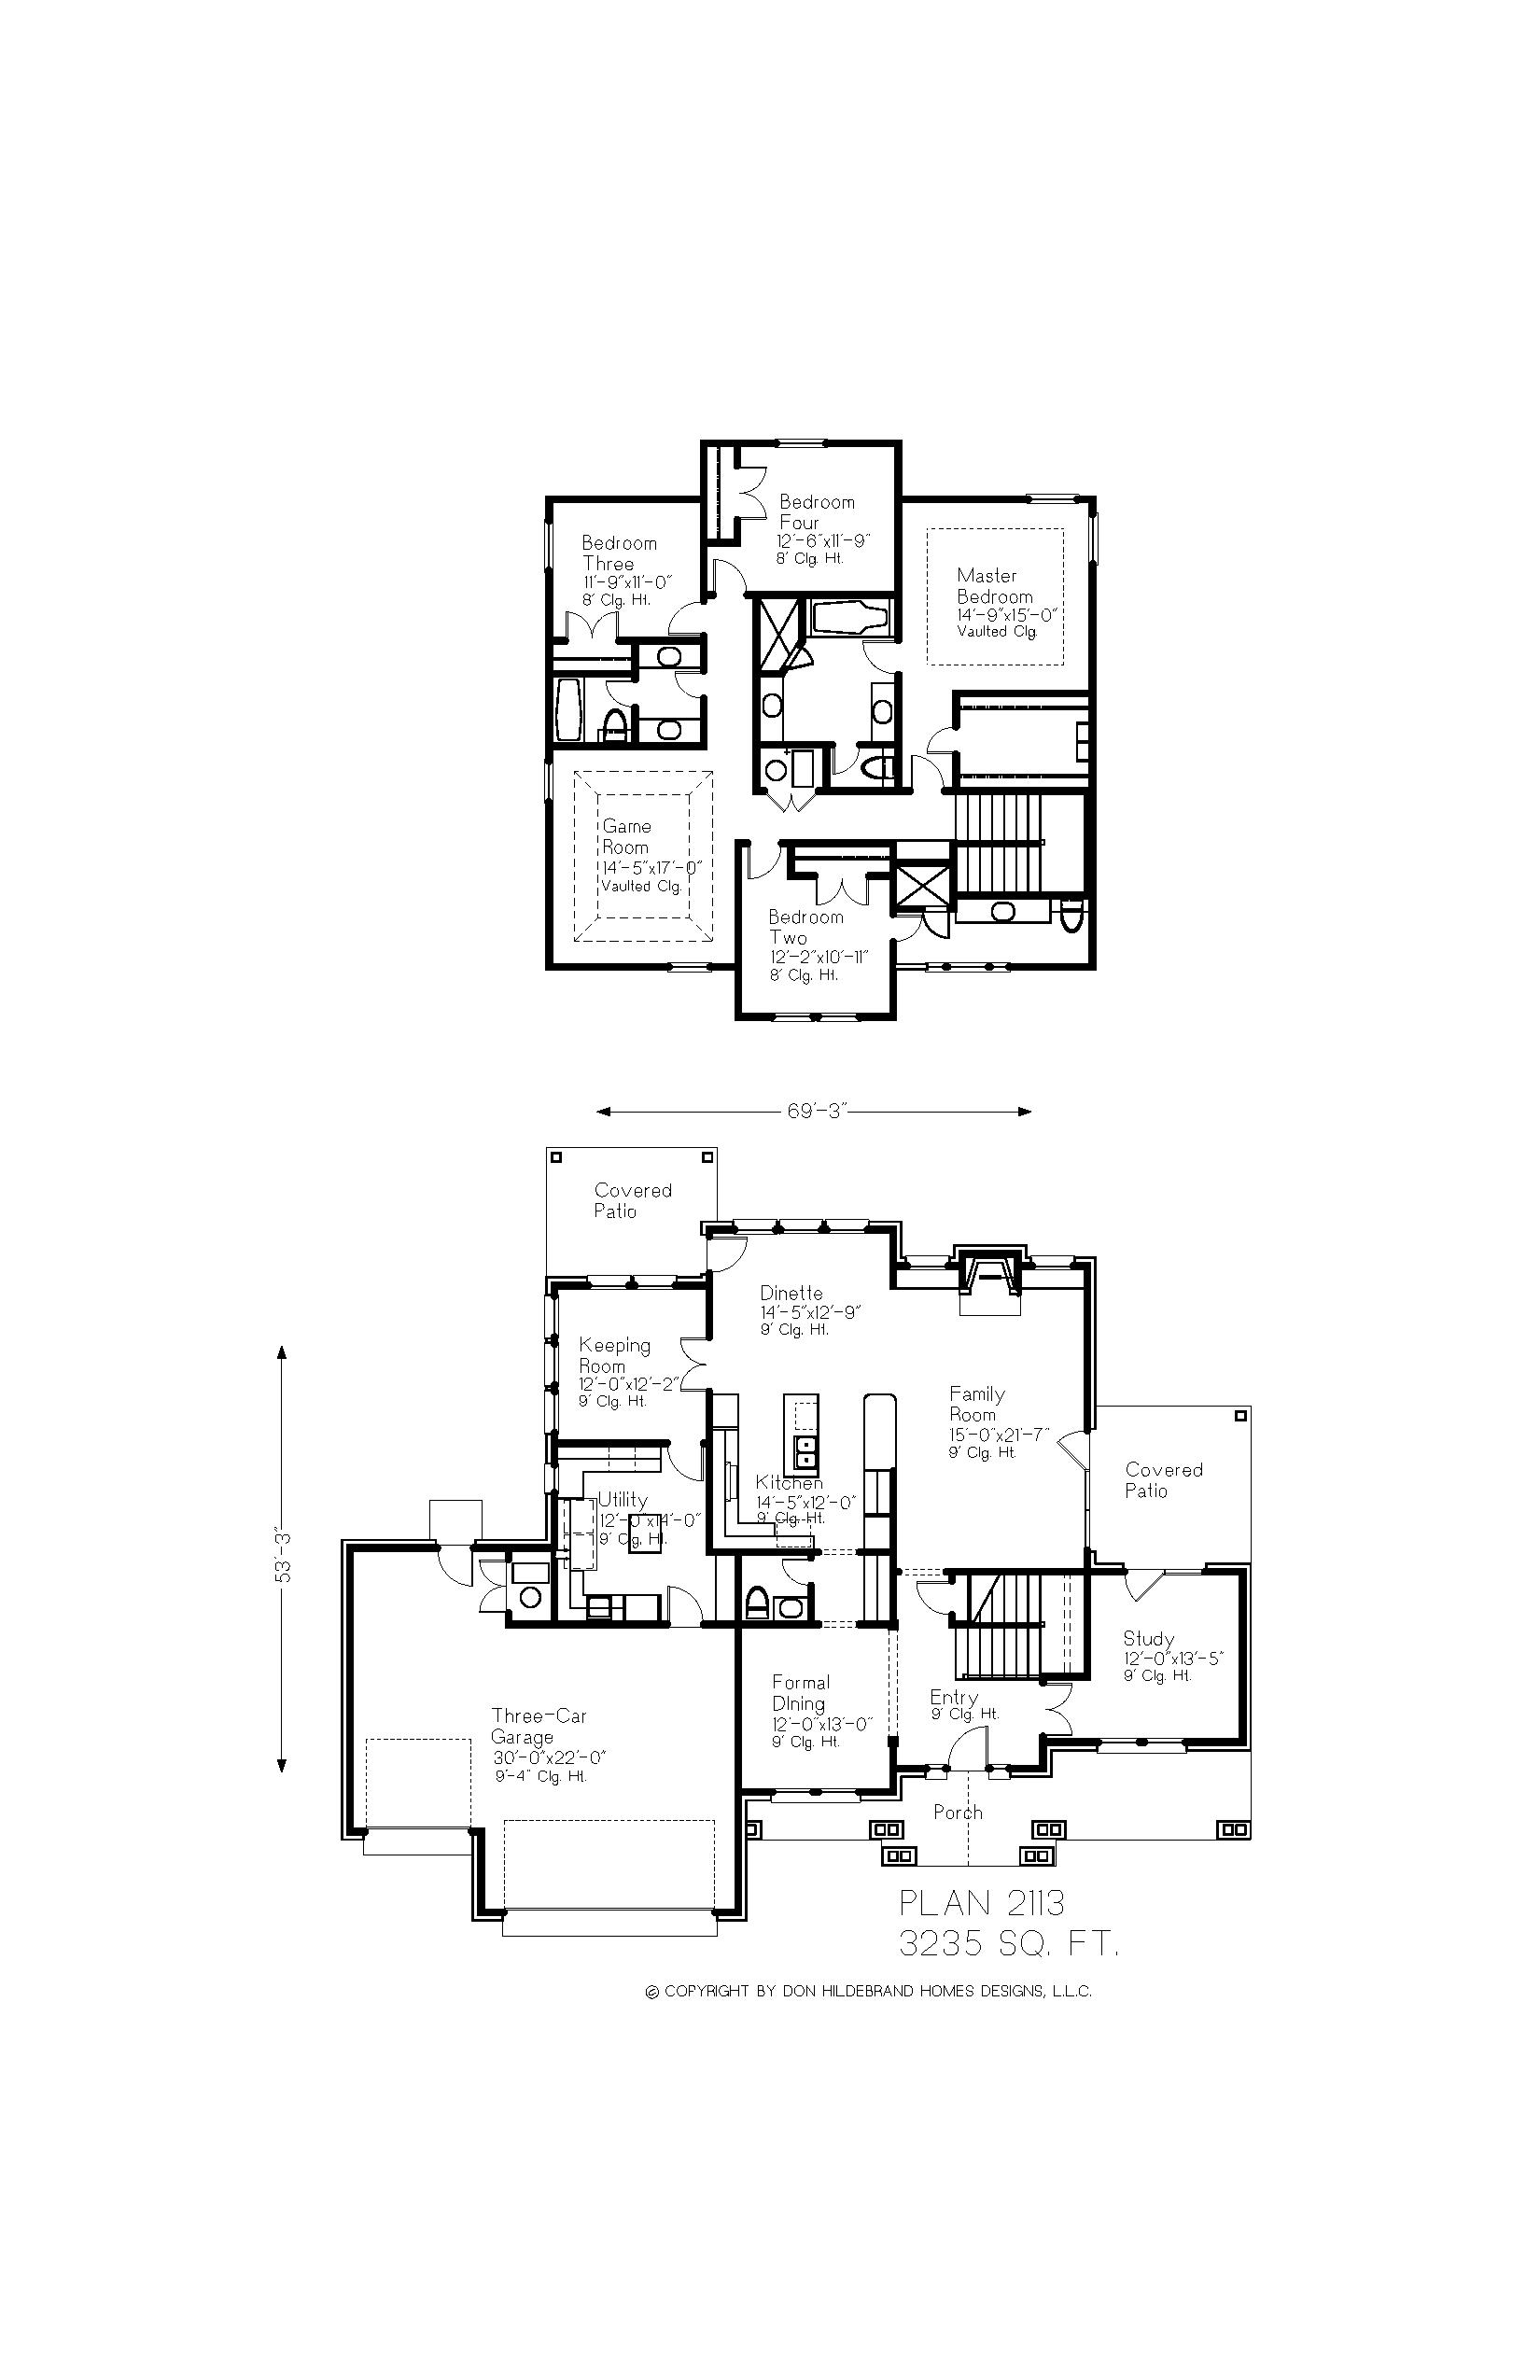 Bedroom
Four
12'-6"x11'-9"
8' Clg. Ht.
Bedroom
Three
11'-9"x11'-0"
8' Clg. Ht.
Master
Bedroom
14'-9"x15'-0"
Vaulted Clg.
Game
Room
14'-5"x17'-0"
Vaulted Clg.
Bedroom
Two
12'-2"x10'-11"
8' Clg. Ht.
69'-3"
Covered
Patio
Dinette
14'-5"x12'-9"
9' Clg. Ht.
Keeping
Room
12'-0"x12'-2"
9' Clg. Ht.
Family
Room
15'-0"x21'-7"
9' Clg. Ht.
Covered
Patio
Kitchen
14'-5"x12'-0"
9' Clg. Ht.
Utility
12'-0"x14'-0"
9' Clg. Ht.
53'-3"
Study
12'-0"x13'-5"
9' Clg. Ht.
Formal
DIning
12'-0"x13'-0"
9' Clg. Ht.
Entry
9' Clg. Ht.
Three-Car
Garage
30'-0"x22'-0"
9'-4" Clg. Ht.
Porch
PLAN 2113
3235 SQ. FT.
© COPYRIGHT BY DON HILDEBRAND HOMES DESIGNS, L.L.C.